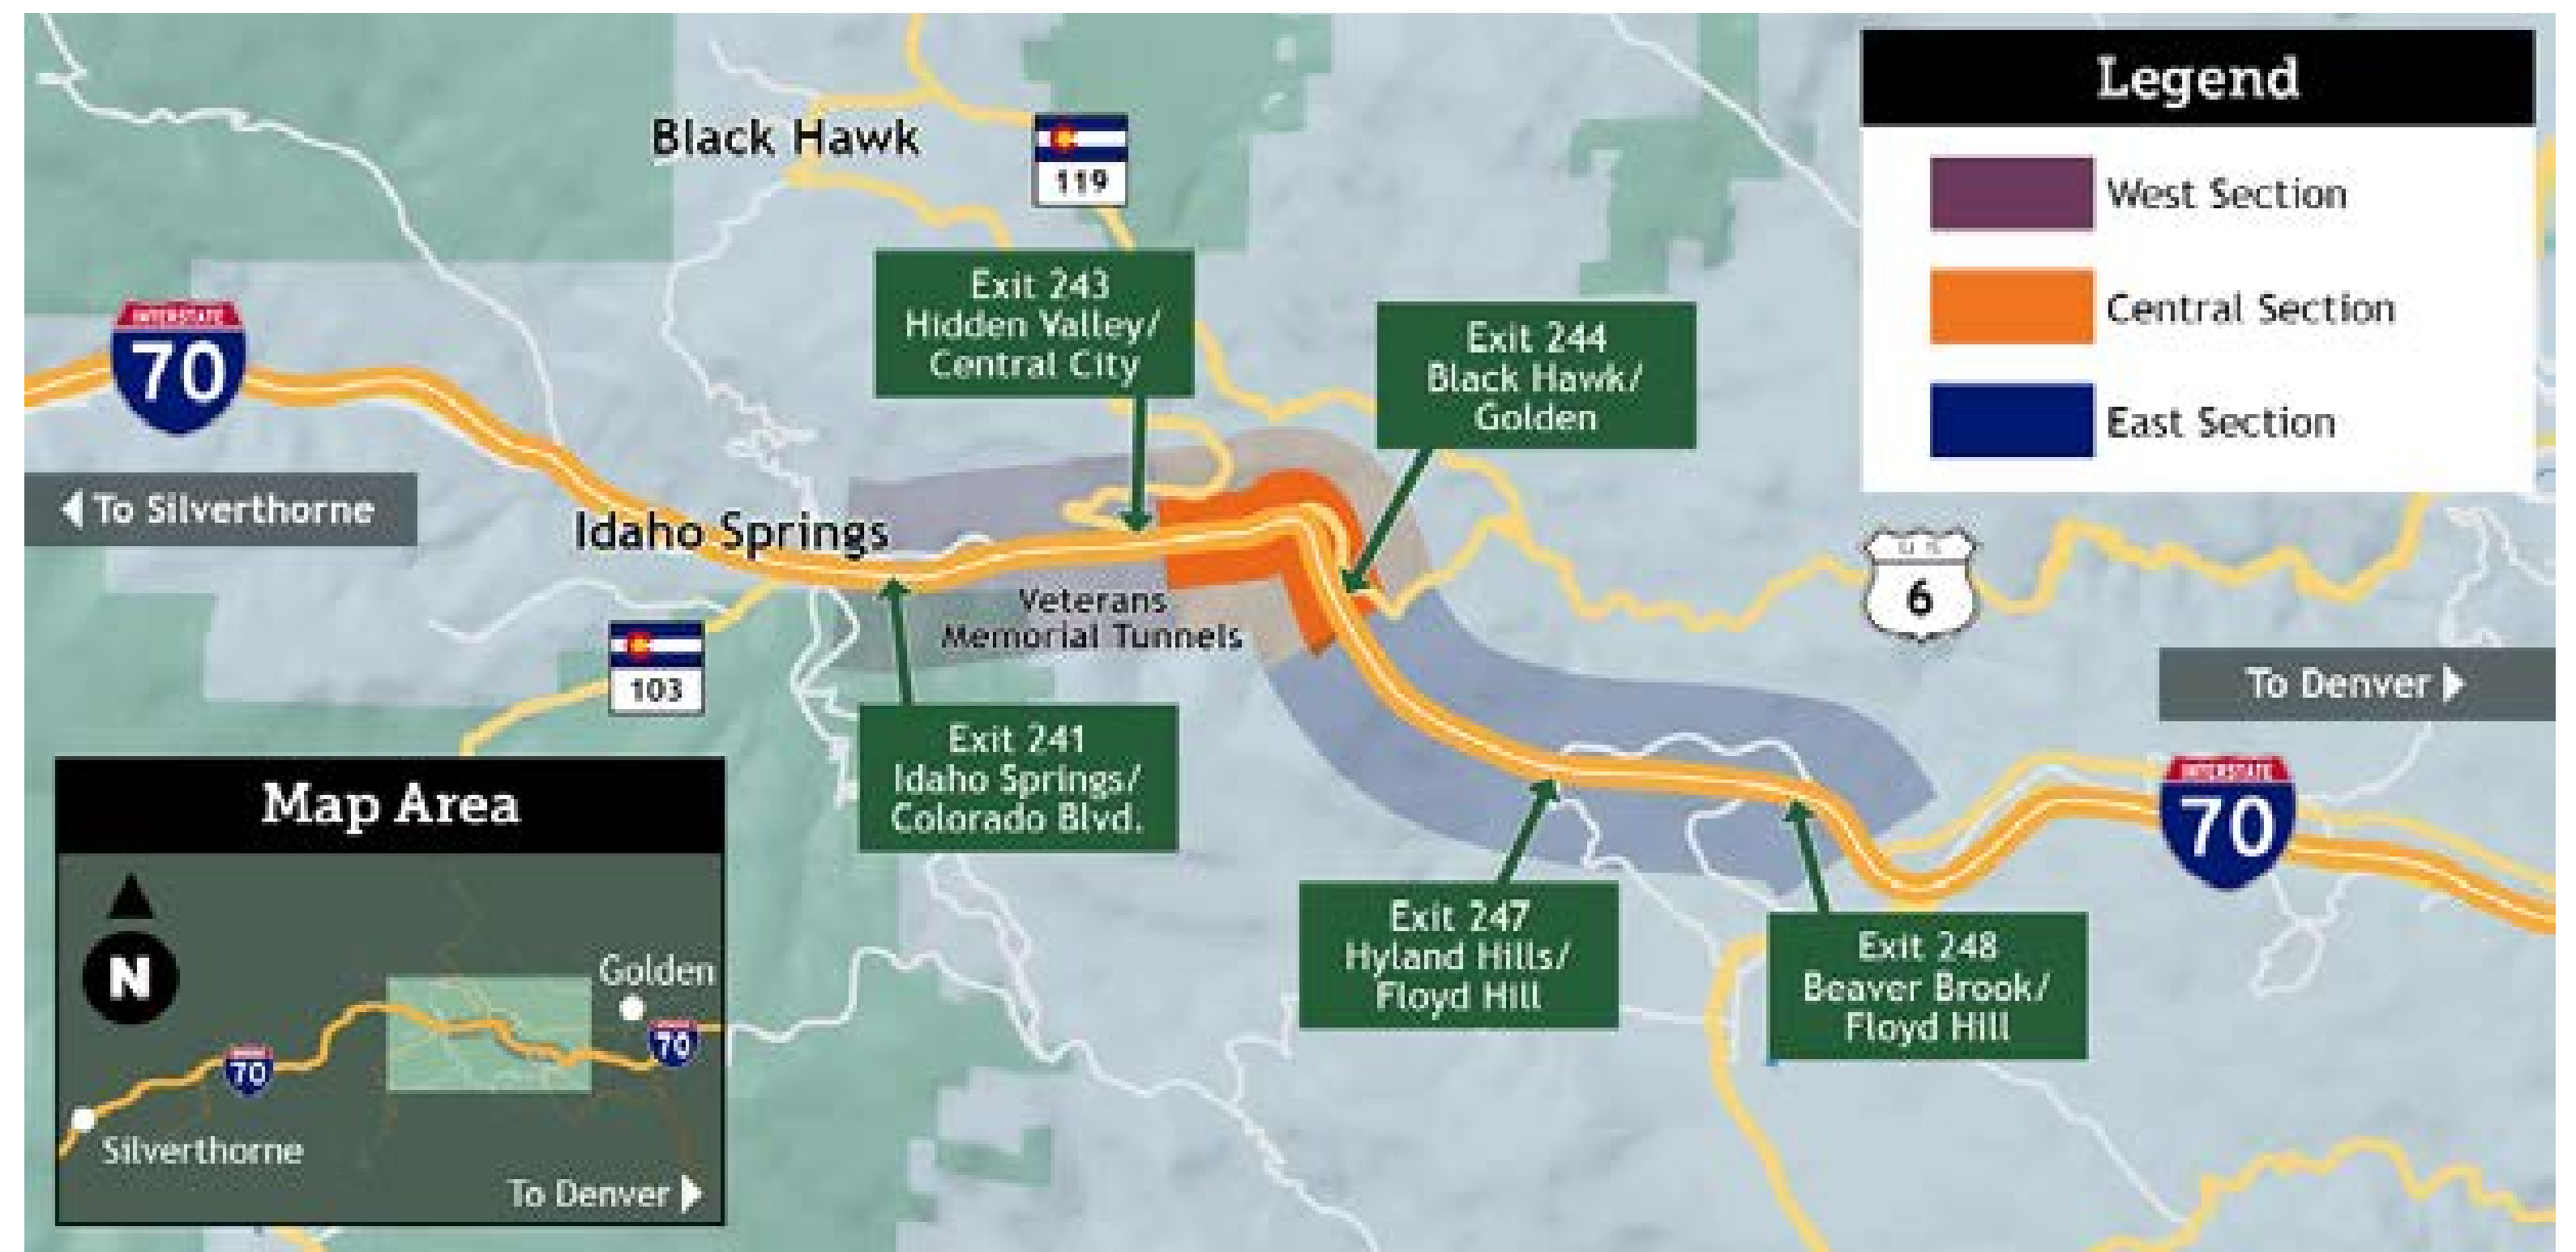 Legend
West Section
Central Section
East Section
Black Hawk
119
Exit 243
Hidden Valley/
Central City
Exit 244
Black Hawk/
Golden
INTERSTATE
70
To Silverthorne
Idaho Springs
Veterans
Memorial Tunnels
U S
6
103
To Denver
Exit 241
Idaho Springs/
Colorado Blvd.
INTERSTATE
70
Exit 247
Hyland Hills/
Floyd Hill
Exit 248
Beaver Brook/
Floyd Hill
Map Area
N
Golden
70
70
Silverthorne
To Denver